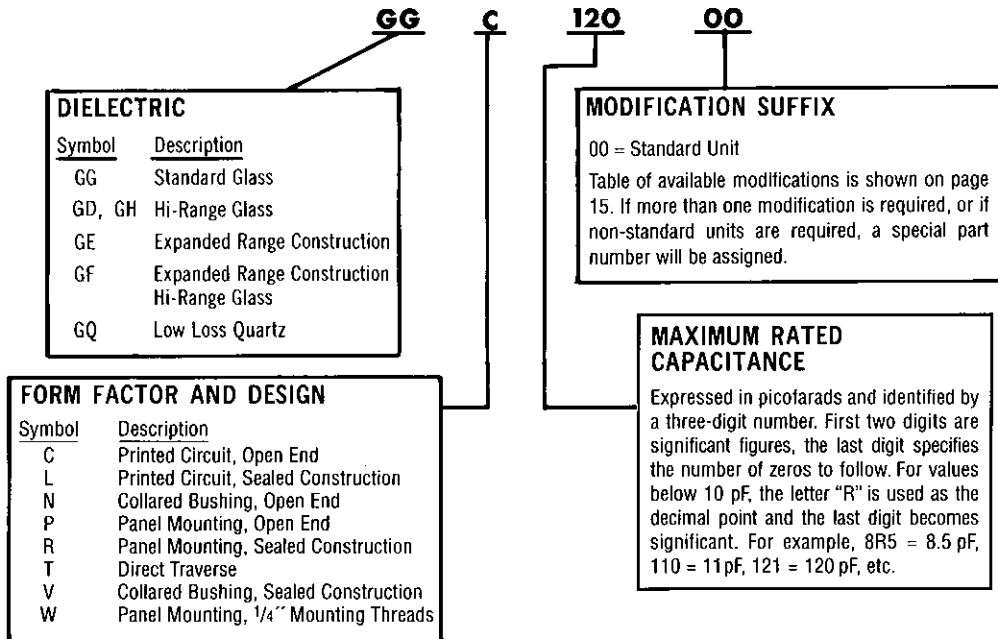 GG C 120 00
DIELECTRIC
Symbol Description
GG Standard Glass
GD, GH Hi-Range Glass
GE Expanded Range Construction
GF Expanded Range Construction
Hi-Range Glass
GQ Low Loss Quartz
MODIFICATION SUFFIX
00 = Standard Unit
Table of available modifications is shown on page
15. If more than one modification is required, or if
non-standard units are required, a special part
number will be assigned.
FORM FACTOR AND DESIGN
Symbol Description
C Printed Circuit, Open End
L Printed Circuit, Sealed Construction
N Collared Bushing, Open End
P Panel Mounting, Open End
R Panel Mounting, Sealed Construction
T Direct Traverse
V Collared Bushing, Sealed Construction
W Panel Mounting, 1/4˝ Mounting Threads
MAXIMUM RATED
CAPACITANCE
Expressed in picofarads and identified by
a three-digit number. First two digits are
significant figures, the last digit specifies
the number of zeros to follow. For values
below 10 pF, the letter "R" is used as the
decimal point and the last digit becomes
significant. For example, 8R5 = 8.5 pF,
110 = 11pF, 121 = 120 pF, etc.